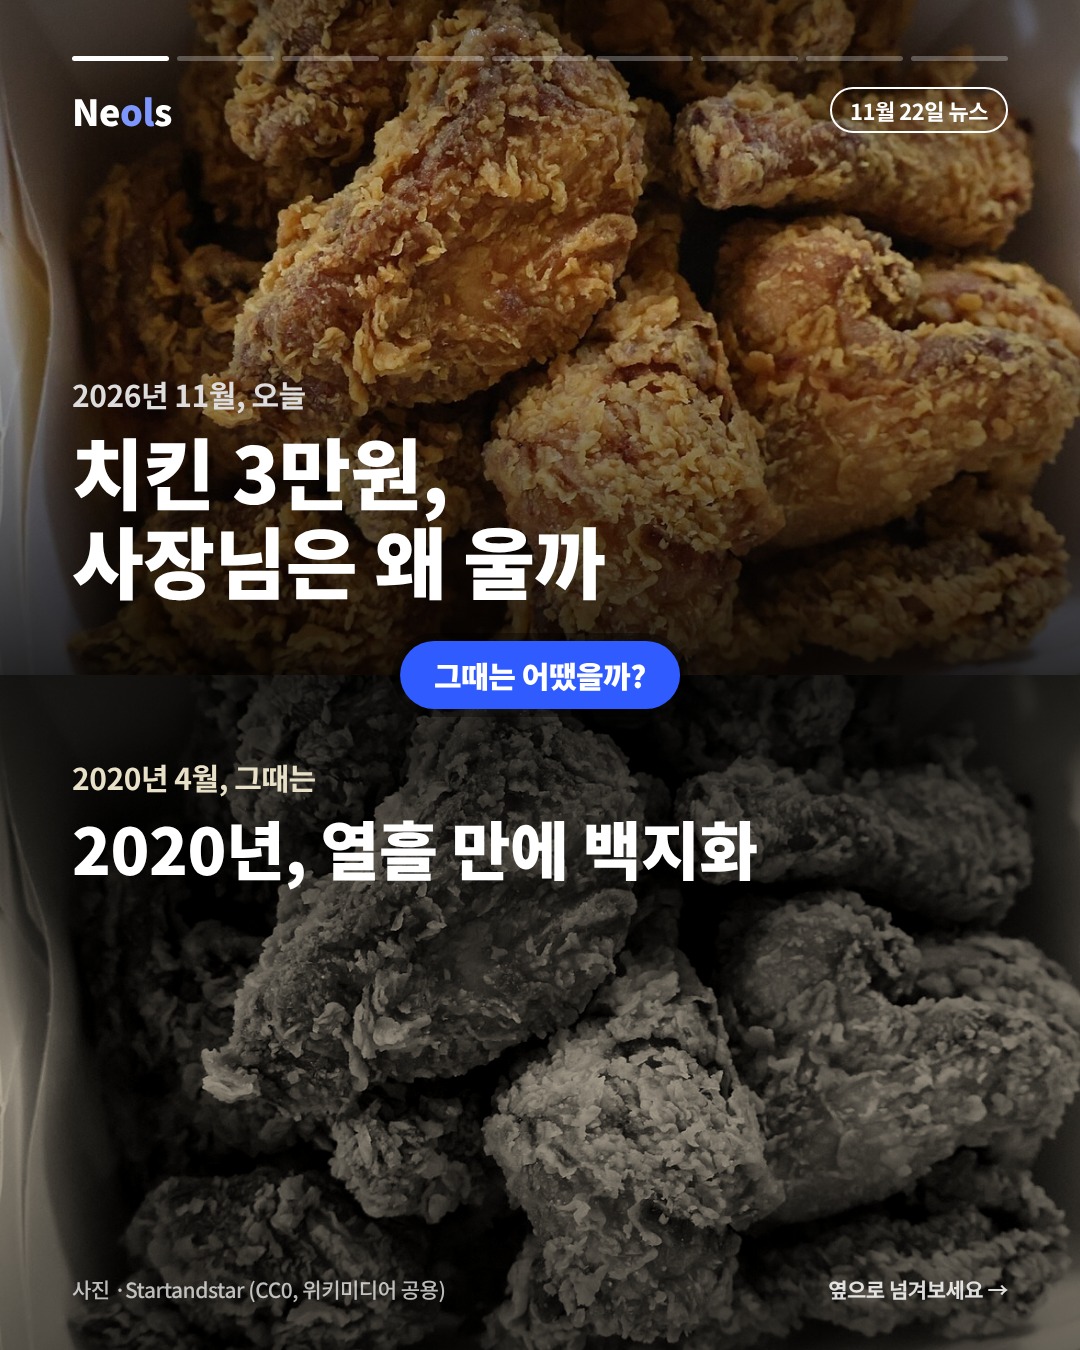 Neols
11월 22일 뉴스
2026년 11월, 오늘
치킨 3만원,
사장님은 왜 울까
그때는 어땠을까?
2020년 4월, 그때는
2020년, 열흘 만에 백지화
사진 · Startandstar (CC0, 위키미디어 공용)
옆으로 넘겨보세요 →